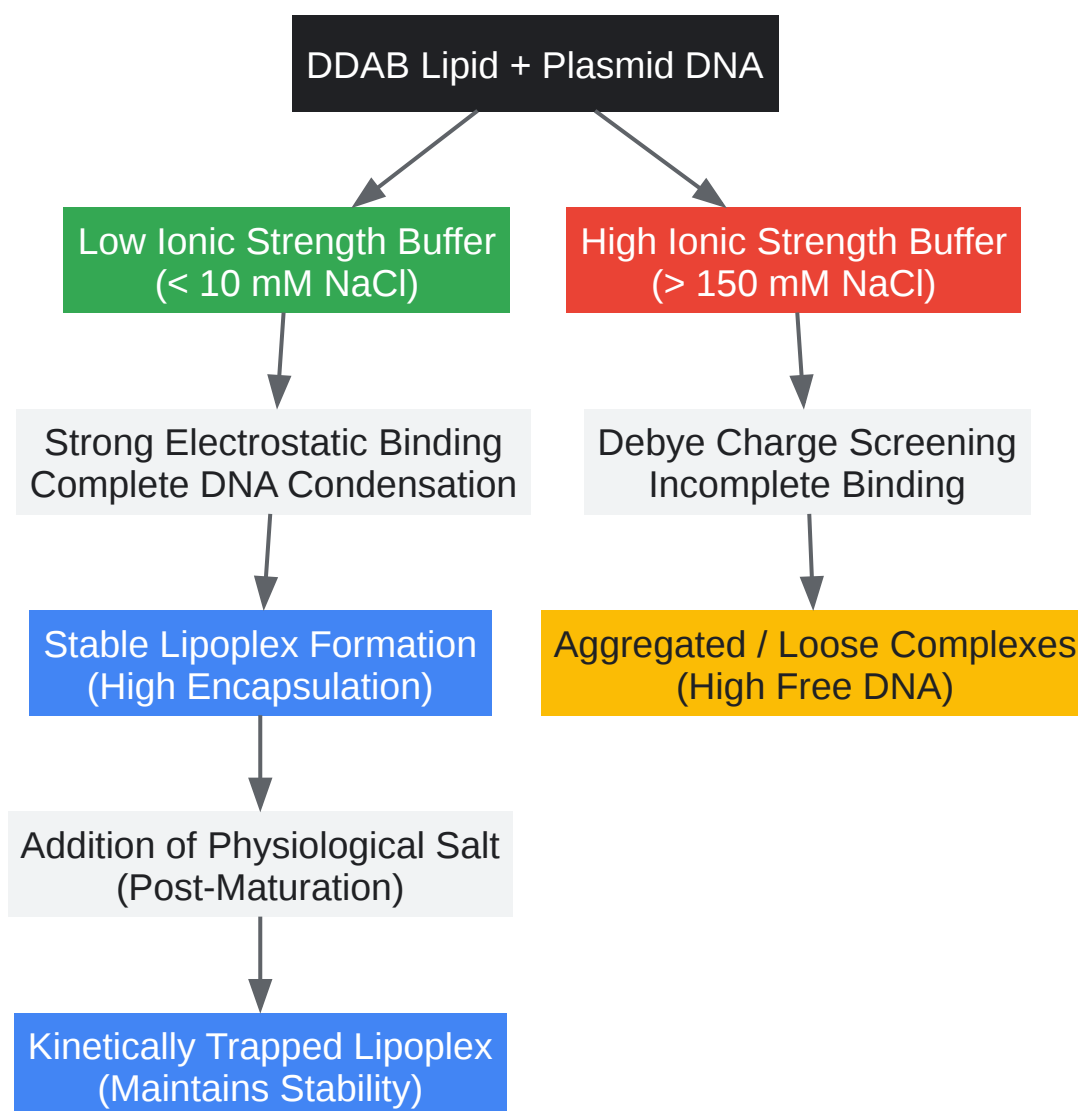 DDAB Lipid + Plasmid DNA
Low Ionic Strength Buffer
(< 10 mM NaCl)
High Ionic Strength Buffer
(> 150 mM NaCl)
Strong Electrostatic Binding
Complete DNA Condensation
Debye Charge Screening
Incomplete Binding
Stable Lipoplex Formation
(High Encapsulation)
Aggregated / Loose Complexes
(High Free DNA)
Addition of Physiological Salt
(Post-Maturation)
Kinetically Trapped Lipoplex
(Maintains Stability)